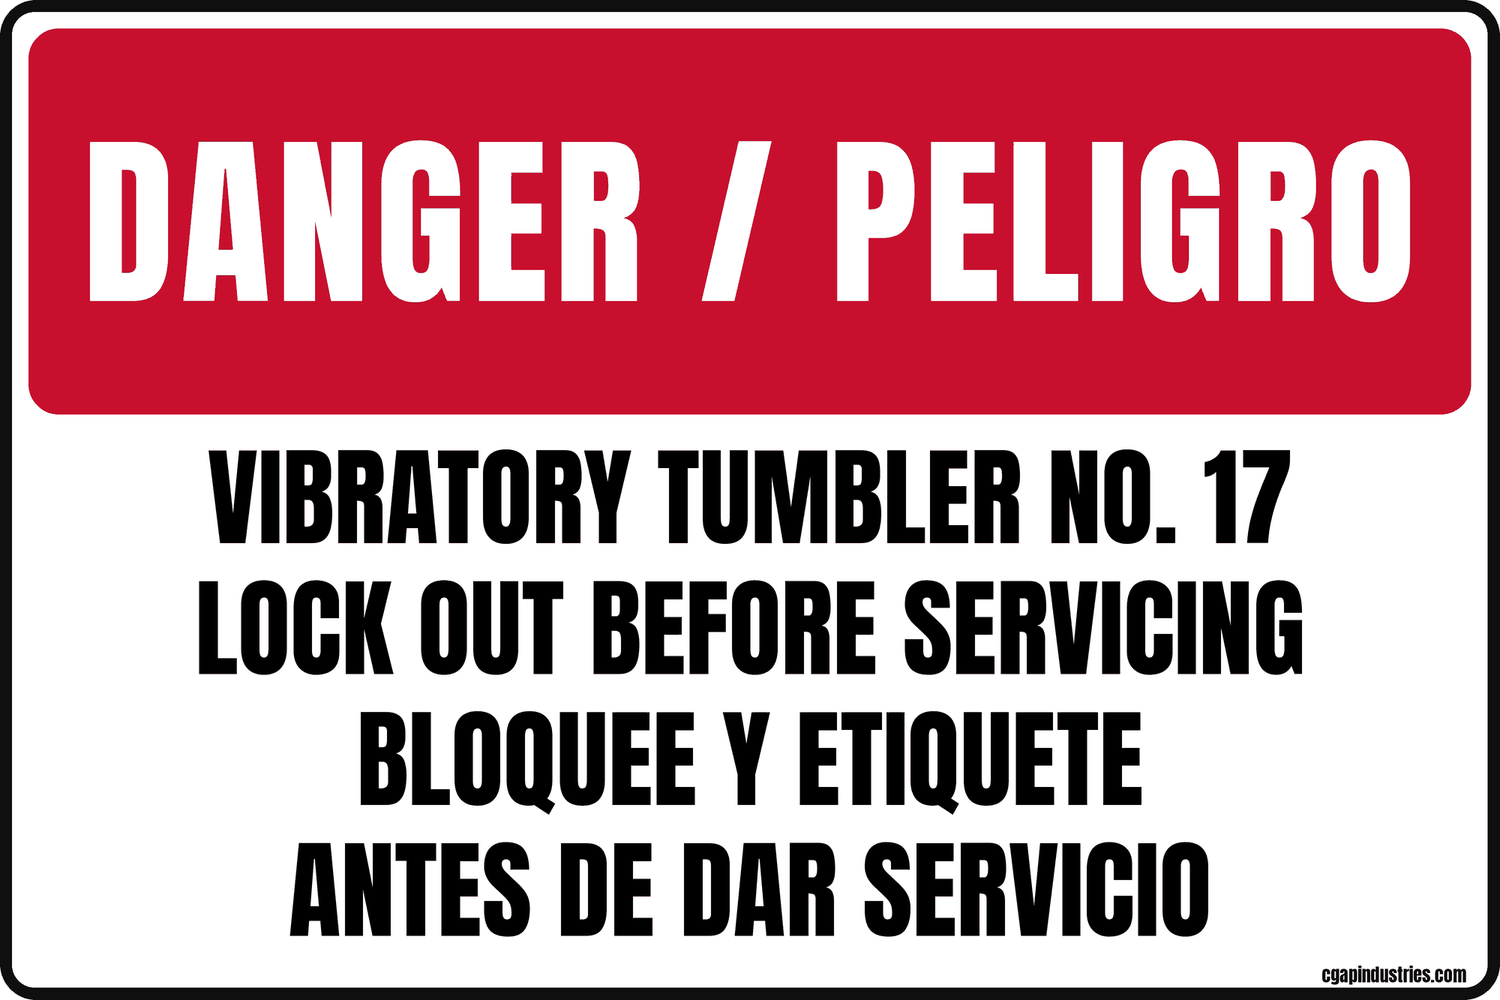 DANGER / PELIGRO
VIBRATORY TUMBLER NO. 17
LOCK OUT BEFORE SERVICING
BLOQUEE Y ETIQUETE
ANTES DE DAR SERVICIO
cgapindustries.com